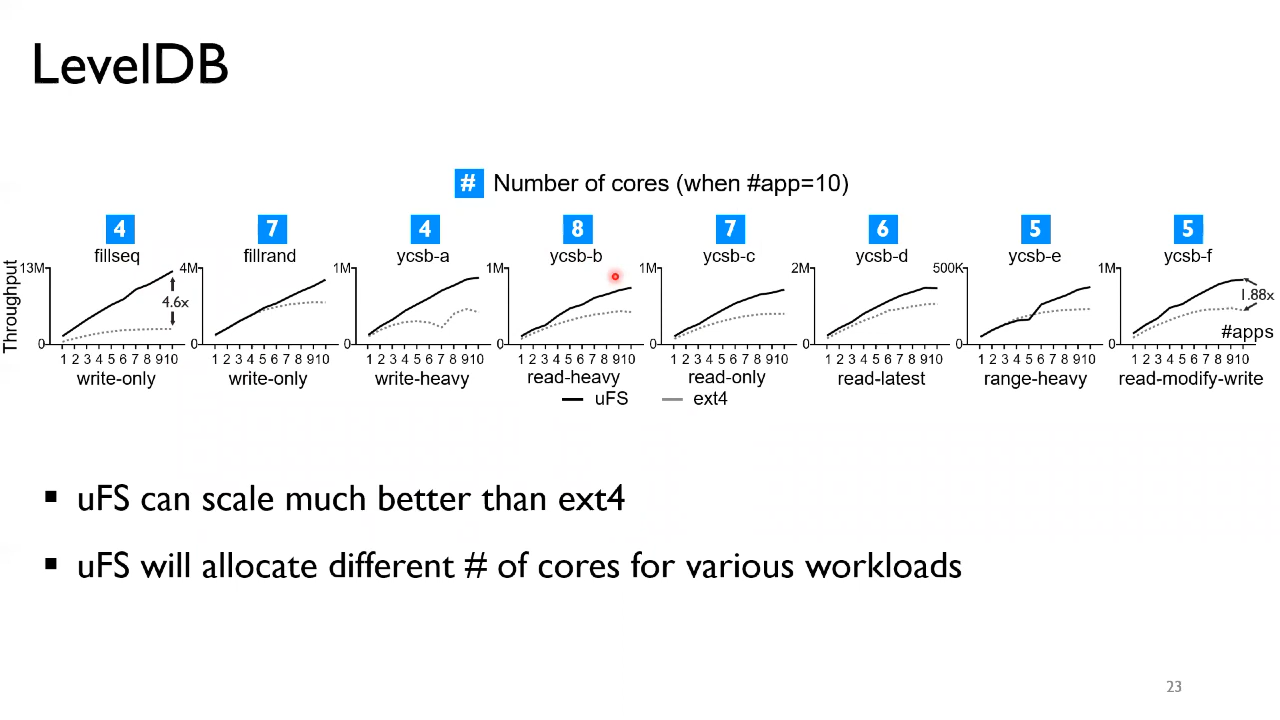 LevelDB
# Number of cores (when #app=10)
4 7 4 8 7 6 5 5
fillseq fillrand ycsb-a ycsb-b ycsb-c ycsb-d ycsb-e ycsb-f
Throughput
13M 4M 1M 1M 1M 2M 500K 1M
4.6x 1.88x
#apps
0 0 0 0 0 0 0 0
1 2 3 4 5 6 7 8 9 10 1 2 3 4 5 6 7 8 9 10 1 2 3 4 5 6 7 8 9 10 1 2 3 4 5 6 7 8 9 10 1 2 3 4 5 6 7 8 9 10 1 2 3 4 5 6 7 8 9 10 1 2 3 4 5 6 7 8 9 10 1 2 3 4 5 6 7 8 9 10
write-only write-only write-heavy read-heavy read-only read-latest range-heavy read-modify-write
uFS ext4
▪ uFS can scale much better than ext4
▪ uFS will allocate different # of cores for various workloads
23